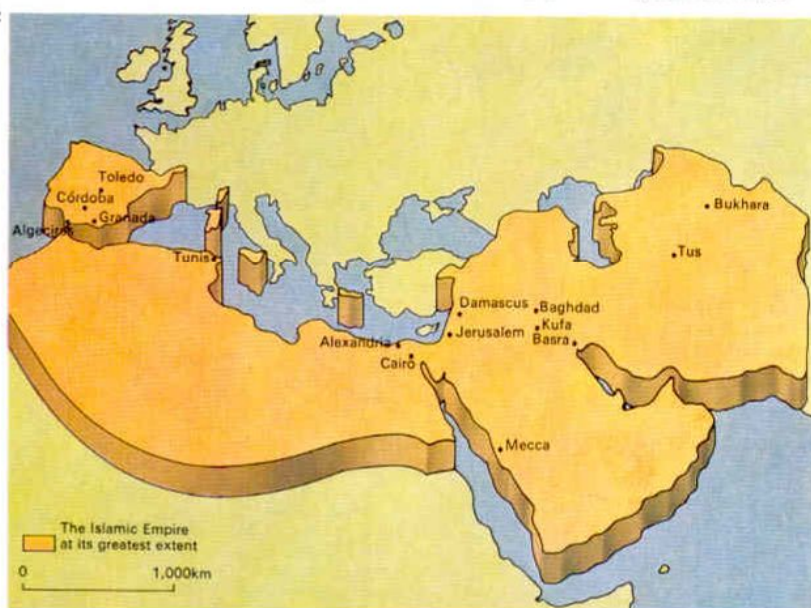 Toledo
Córdoba
Granada
Algeciras
Tunis
Bukhara
Tus
Damascus
Baghdad
Kufa
Jerusalem
Basra
Alexandria
Cairo
Mecca
The Islamic Empire
at its greatest extent
0 1,000km